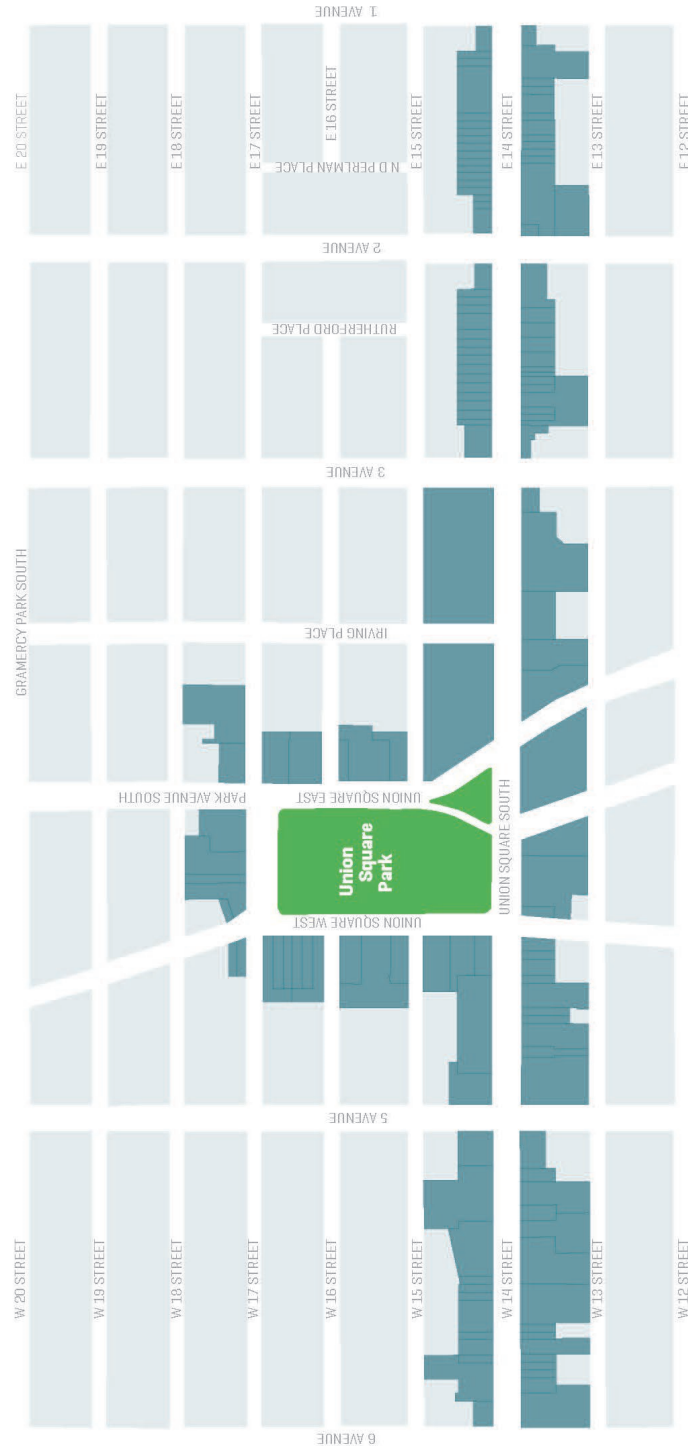 1 AVENUE
E 20 STREET
E 19 STREET
E 18 STREET
E 17 STREET
E 16 STREET
E 15 STREET
E 14 STREET
E 13 STREET
E 12 STREET
N D PERLMAN PLACE
2 AVENUE
RUTHERFORD PLACE
3 AVENUE
GRAMERCY PARK SOUTH
IRVING PLACE
PARK AVENUE SOUTH
UNION SQUARE EAST
Union
Square
Park
UNION SQUARE SOUTH
UNION SQUARE WEST
5 AVENUE
W 20 STREET
W 19 STREET
W 18 STREET
W 17 STREET
W 16 STREET
W 15 STREET
W 14 STREET
W 13 STREET
W 12 STREET
6 AVENUE